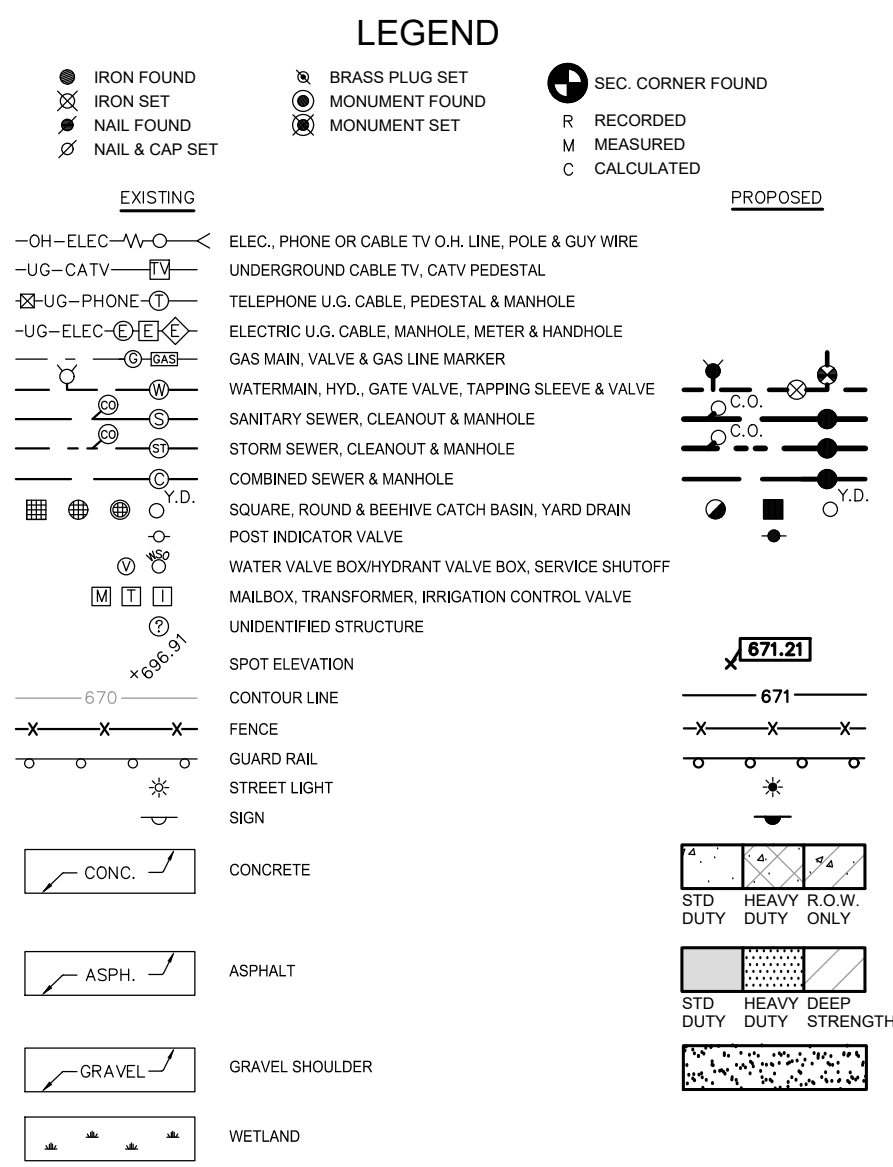 LEGEND
IRON FOUND
IRON SET
NAIL FOUND
NAIL & CAP SET
BRASS PLUG SET
MONUMENT FOUND
MONUMENT SET
SEC. CORNER FOUND
R RECORDED
M MEASURED
C CALCULATED
EXISTING PROPOSED
-OH-ELEC ELEC., PHONE OR CABLE TV O.H. LINE, POLE & GUY WIRE
-UG-CATV TV UNDERGROUND CABLE TV, CATV PEDESTAL
UG-PHONE T TELEPHONE U.G. CABLE, PEDESTAL & MANHOLE
-UG-ELEC E E E ELECTRIC U.G. CABLE, MANHOLE, METER & HANDHOLE
G GAS GAS MAIN, VALVE & GAS LINE MARKER
W WATERMAIN, HYD., GATE VALVE, TAPPING SLEEVE & VALVE
CO S SANITARY SEWER, CLEANOUT & MANHOLE C.O.
CO ST STORM SEWER, CLEANOUT & MANHOLE C.O.
C COMBINED SEWER & MANHOLE
Y.D. SQUARE, ROUND & BEEHIVE CATCH BASIN, YARD DRAIN Y.D.
POST INDICATOR VALVE
V WSO WATER VALVE BOX/HYDRANT VALVE BOX, SERVICE SHUTOFF
M T I MAILBOX, TRANSFORMER, IRRIGATION CONTROL VALVE
? UNIDENTIFIED STRUCTURE
×696.91 SPOT ELEVATION 671.21
670 CONTOUR LINE 671
X X X FENCE X X X
GUARD RAIL
STREET LIGHT
SIGN
CONC. CONCRETE
STD DUTY
HEAVY DUTY
R.O.W. ONLY
ASPH. ASPHALT
STD DUTY
HEAVY DUTY
DEEP STRENGTH
GRAVEL GRAVEL SHOULDER
WETLAND